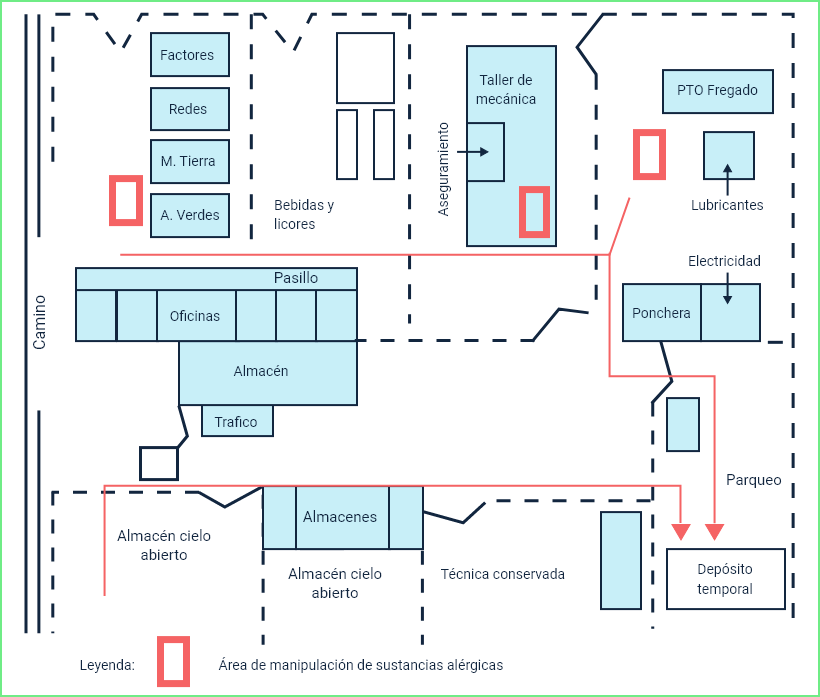 Factores
Redes
M. Tierra
A. Verdes
Bebidas y
licores
Taller de
mecánica
Aseguramiento
PTO Fregado
Lubricantes
Electricidad
Ponchera
Camino
Pasillo
Oficinas
Almacén
Trafico
Parqueo
Almacenes
Almacén cielo
abierto
Almacén cielo
abierto
Técnica conservada
Depósito
temporal
Leyenda:
Área de manipulación de sustancias alérgicas